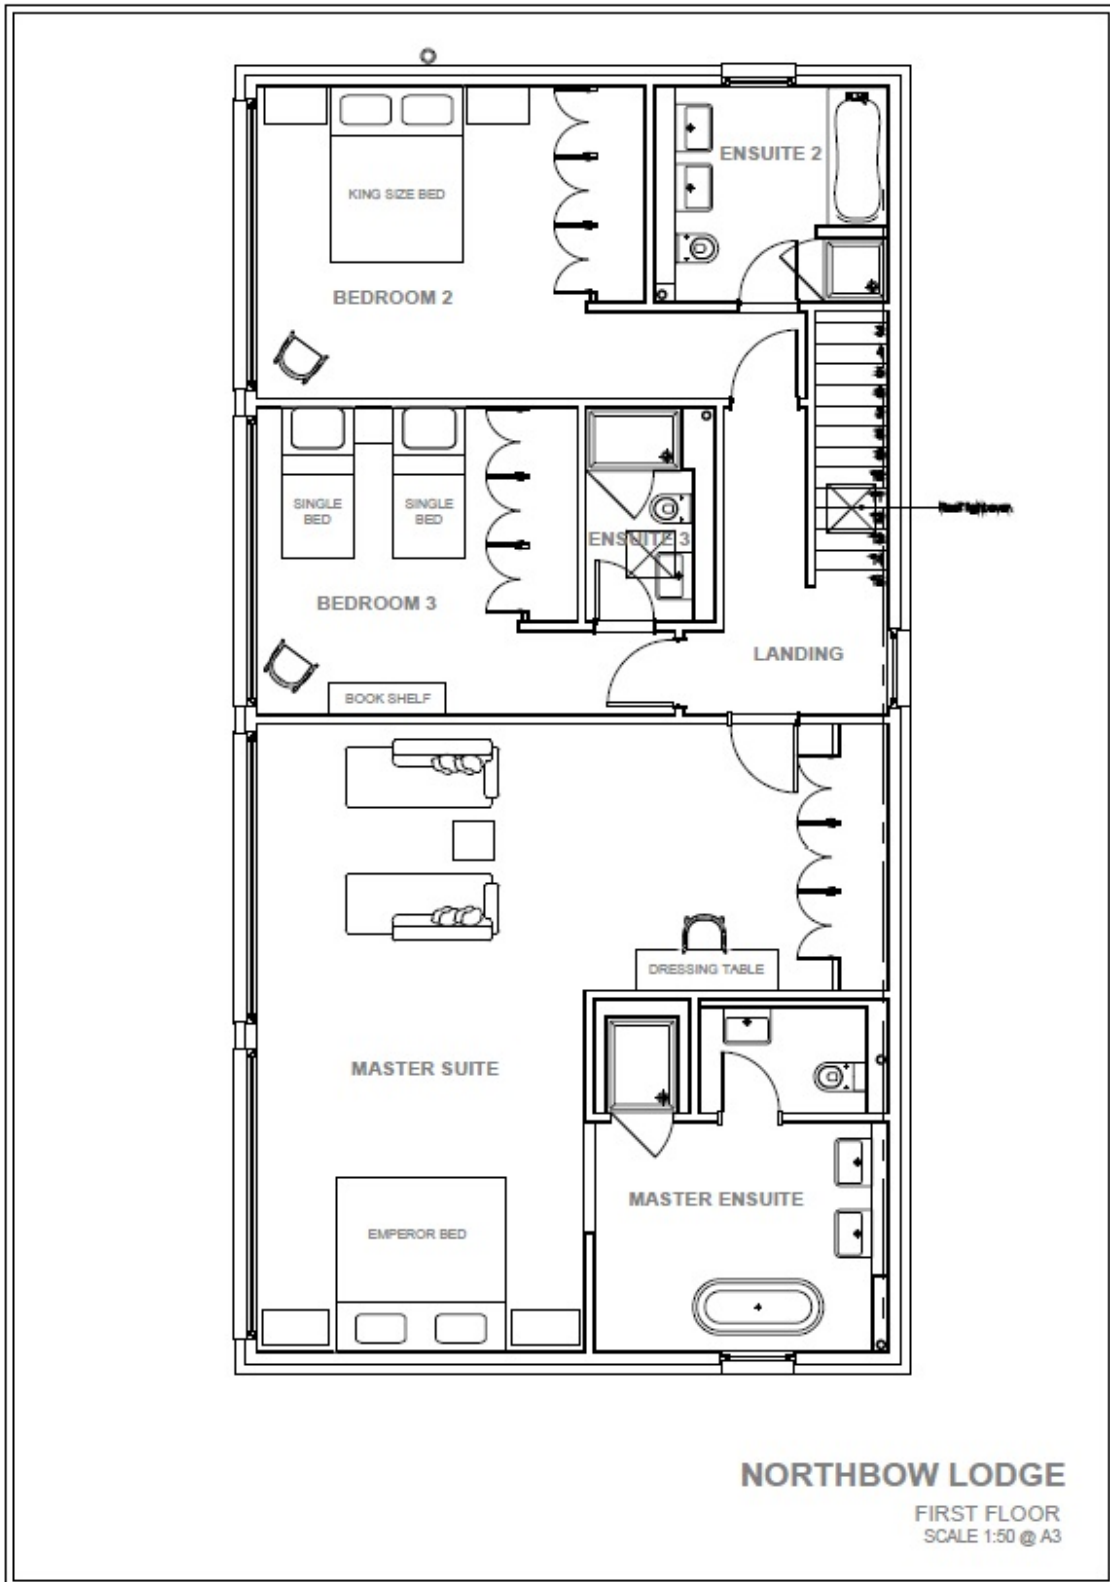 ENSUITE 2
KING SIZE BED
BEDROOM 2
SINGLE
BED
SINGLE
BED
ENSUITE 3
BEDROOM 3
LANDING
BOOK SHELF
DRESSING TABLE
MASTER SUITE
MASTER ENSUITE
EMPEROR BED
NORTHBOW LODGE
FIRST FLOOR
SCALE 1:50 @ A3